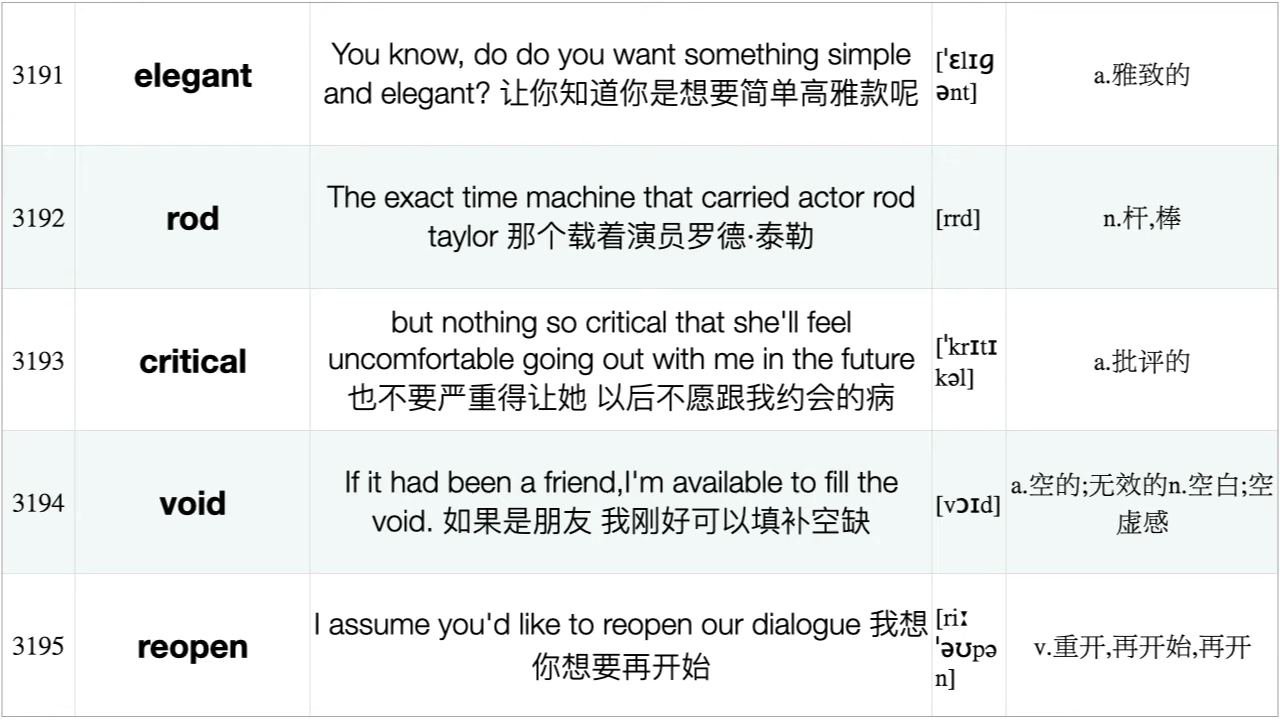 3191
elegant
You know, do do you want something simple
and elegant? 让你知道你是想要简单高雅款呢
[ˈɛlɪɡ
ənt]
a.雅致的
3192
rod
The exact time machine that carried actor rod
taylor 那个载着演员罗德·泰勒
[rrd]
n.杆,棒
3193
critical
but nothing so critical that she'll feel
uncomfortable going out with me in the future
也不要严重得让她 以后不愿跟我约会的病
[ˈkrɪtɪ
kəl]
a.批评的
3194
void
If it had been a friend,I'm available to fill the
void. 如果是朋友 我刚好可以填补空缺
[vɔɪd]
a.空的;无效的n.空白;空
虚感
3195
reopen
I assume you'd like to reopen our dialogue 我想
你想要再开始
[riː
ˈəʊpə
n]
v.重开,再开始,再开